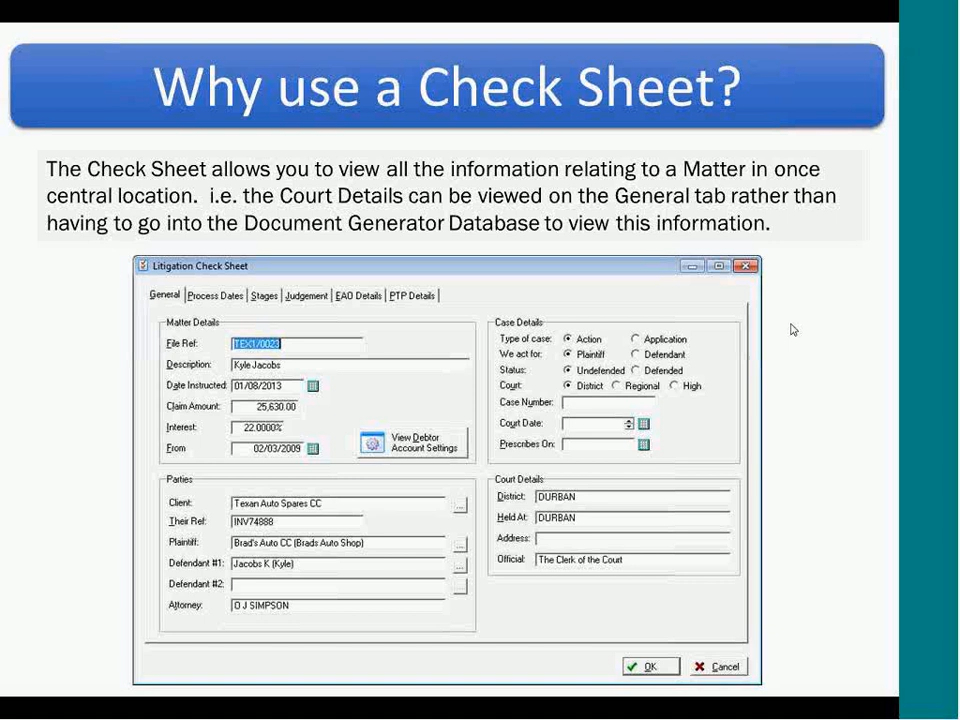 Why use a Check Sheet?
The Check Sheet allows you to view all the information relating to a Matter in once
central location.  i.e. the Court Details can be viewed on the General tab rather than
having to go into the Document Generator Database to view this information.
Litigation Check Sheet
General Process Dates Stages Judgement EAO Details PTP Details
Matter Details
File Ref: TEX1/0023
Description: Kyle Jacobs
Date Instructed: 01/08/2013
Claim Amount: 25,630.00
Interest: 22.0000%
From 02/03/2009
View Debtor
Account Settings
Case Details
Type of case: Action Application
We act for: Plaintiff Defendant
Status: Undefended Defended
Court: District Regional High
Case Number:
Court Date:
Prescribes On:
Parties
Client: Texan Auto Spares CC ...
Their Ref: INV74888
Plaintiff: Brad's Auto CC (Brads Auto Shop) ...
Defendant #1: Jacobs K (Kyle) ...
Defendant #2: ...
Attorney: O J SIMPSON
Court Details
District: DURBAN
Held At: DURBAN
Address:
Official: The Clerk of the Court
OK Cancel